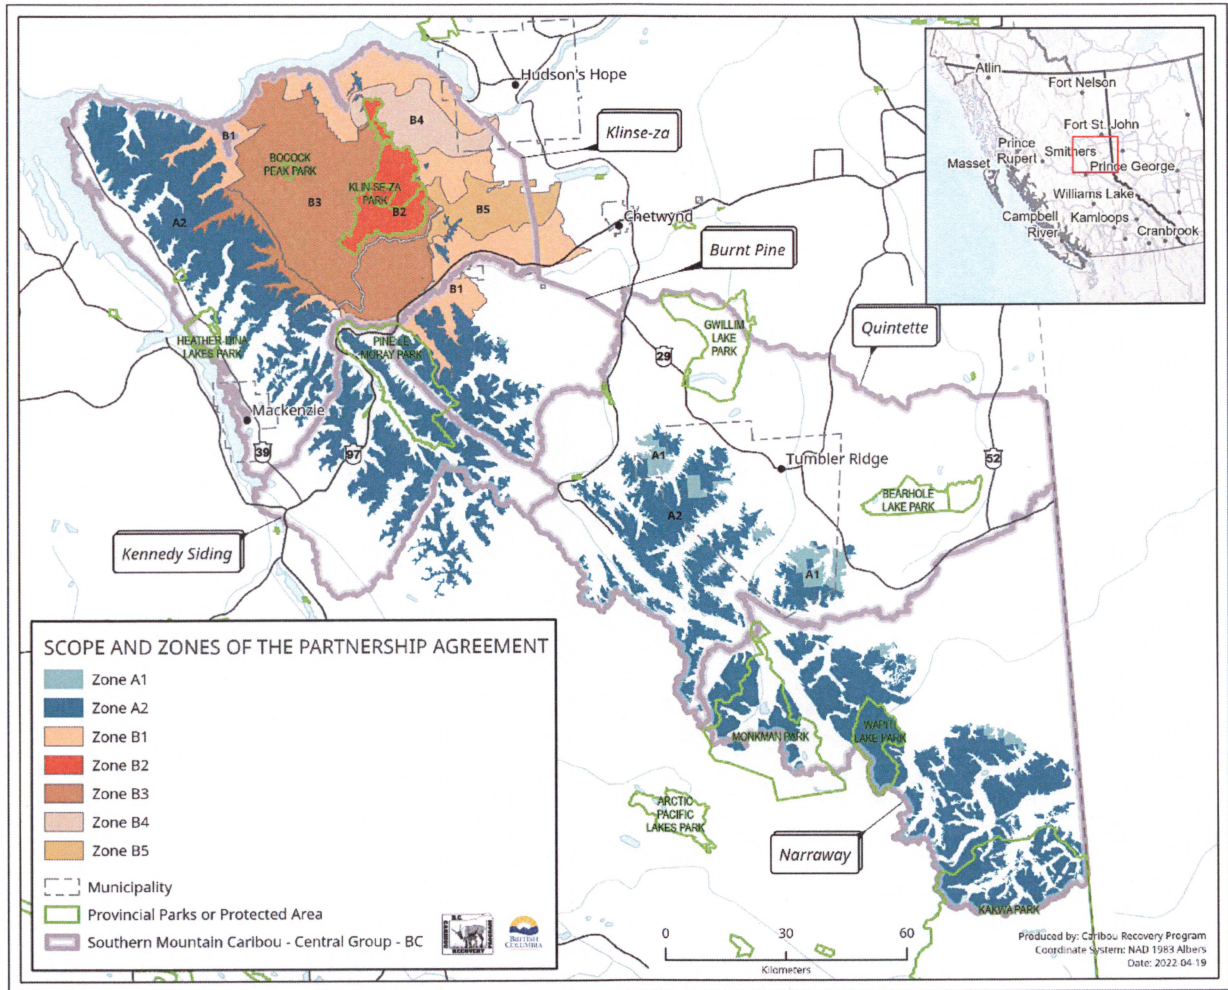 Hudson's Hope
Klinse-za
B4
B1
BOCOCK
PEAK PARK
KLIN-SE-ZA
PARK
B3
B2
B5
A2
Chetwynd
Burnt Pine
B1
Quintette
GWILLIM
LAKE
PARK
HEATHER-DINA
LAKES PARK
PINE LE
MORAY PARK
29
Mackenzie
39
97
A1
Tumbler Ridge
52
BEARHOLE
LAKE PARK
A2
Kennedy Siding
A1
MONKMAN PARK
WAPITI
LAKE PARK
ARCTIC
PACIFIC
LAKES PARK
Narraway
KAKWA PARK
Atlin
Fort Nelson
Fort St. John
Prince
Rupert
Smithers
Masset
Prince George
Williams Lake
Campbell
River
Kamloops
Cranbrook
SCOPE AND ZONES OF THE PARTNERSHIP AGREEMENT
Zone A1
Zone A2
Zone B1
Zone B2
Zone B3
Zone B4
Zone B5
Municipality
Provincial Parks or Protected Area
Southern Mountain Caribou - Central Group - BC
B.C.
CARIBOU
RECOVERY
PROGRAM
BRITISH
COLUMBIA
0 30 60
Kilometers
Produced by: Caribou Recovery Program
Coordinate System: NAD 1983 Albers
Date: 2022-04-19